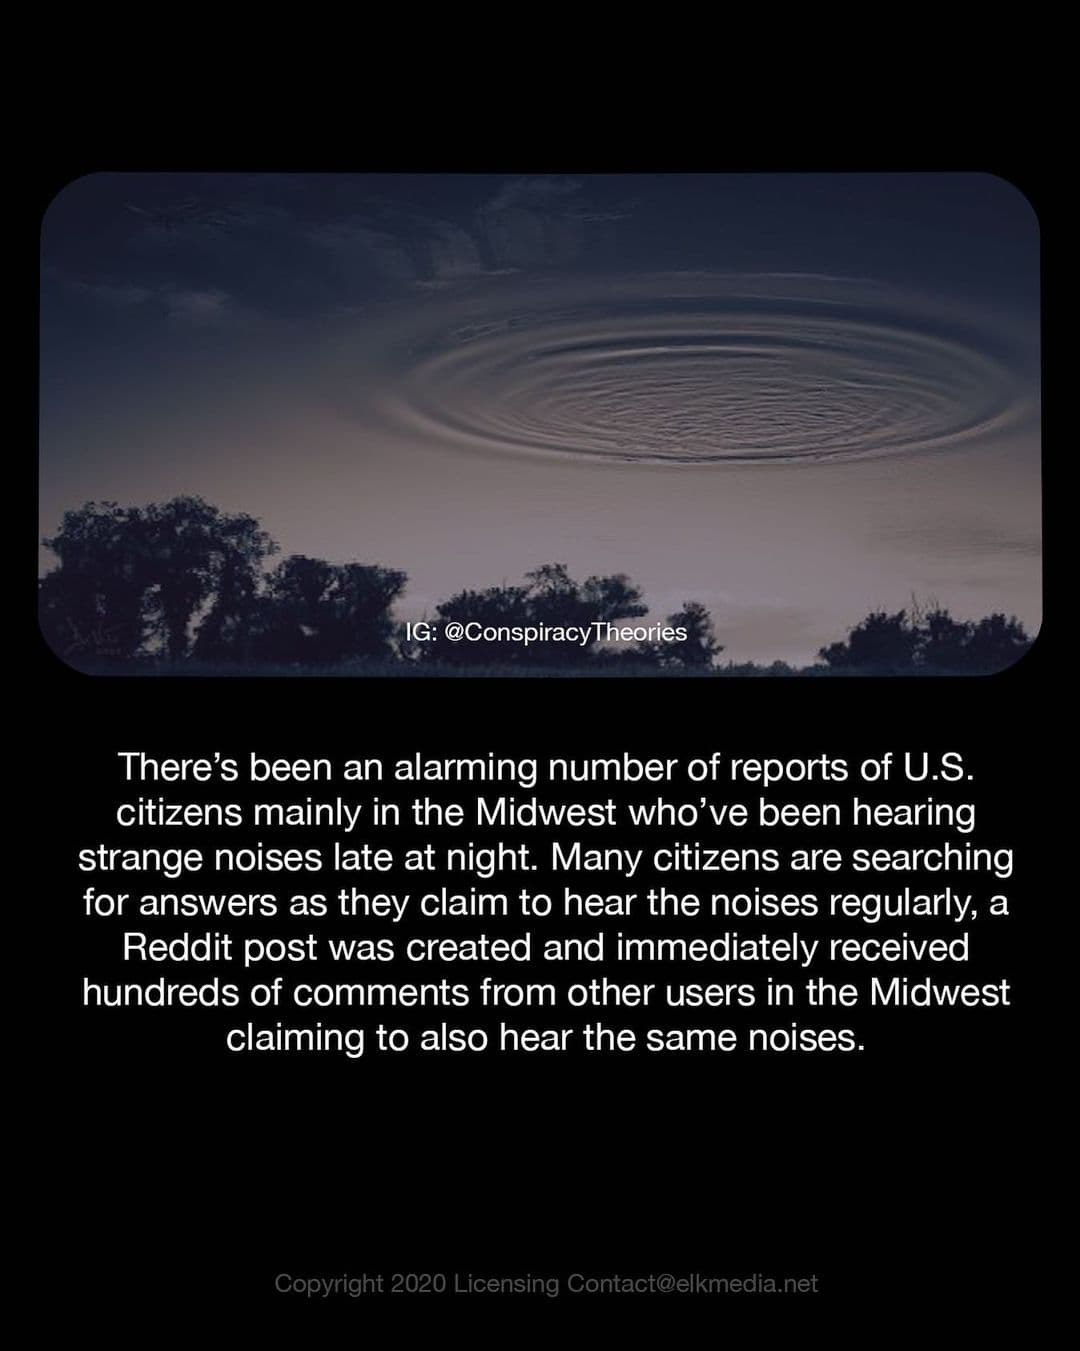 IG: @ConspiracyTheories
There’s been an alarming number of reports of U.S.
citizens mainly in the Midwest who’ve been hearing
strange noises late at night. Many citizens are searching
for answers as they claim to hear the noises regularly, a
Reddit post was created and immediately received
hundreds of comments from other users in the Midwest
claiming to also hear the same noises.
Copyright 2020 Licensing Contact@elkmedia.net